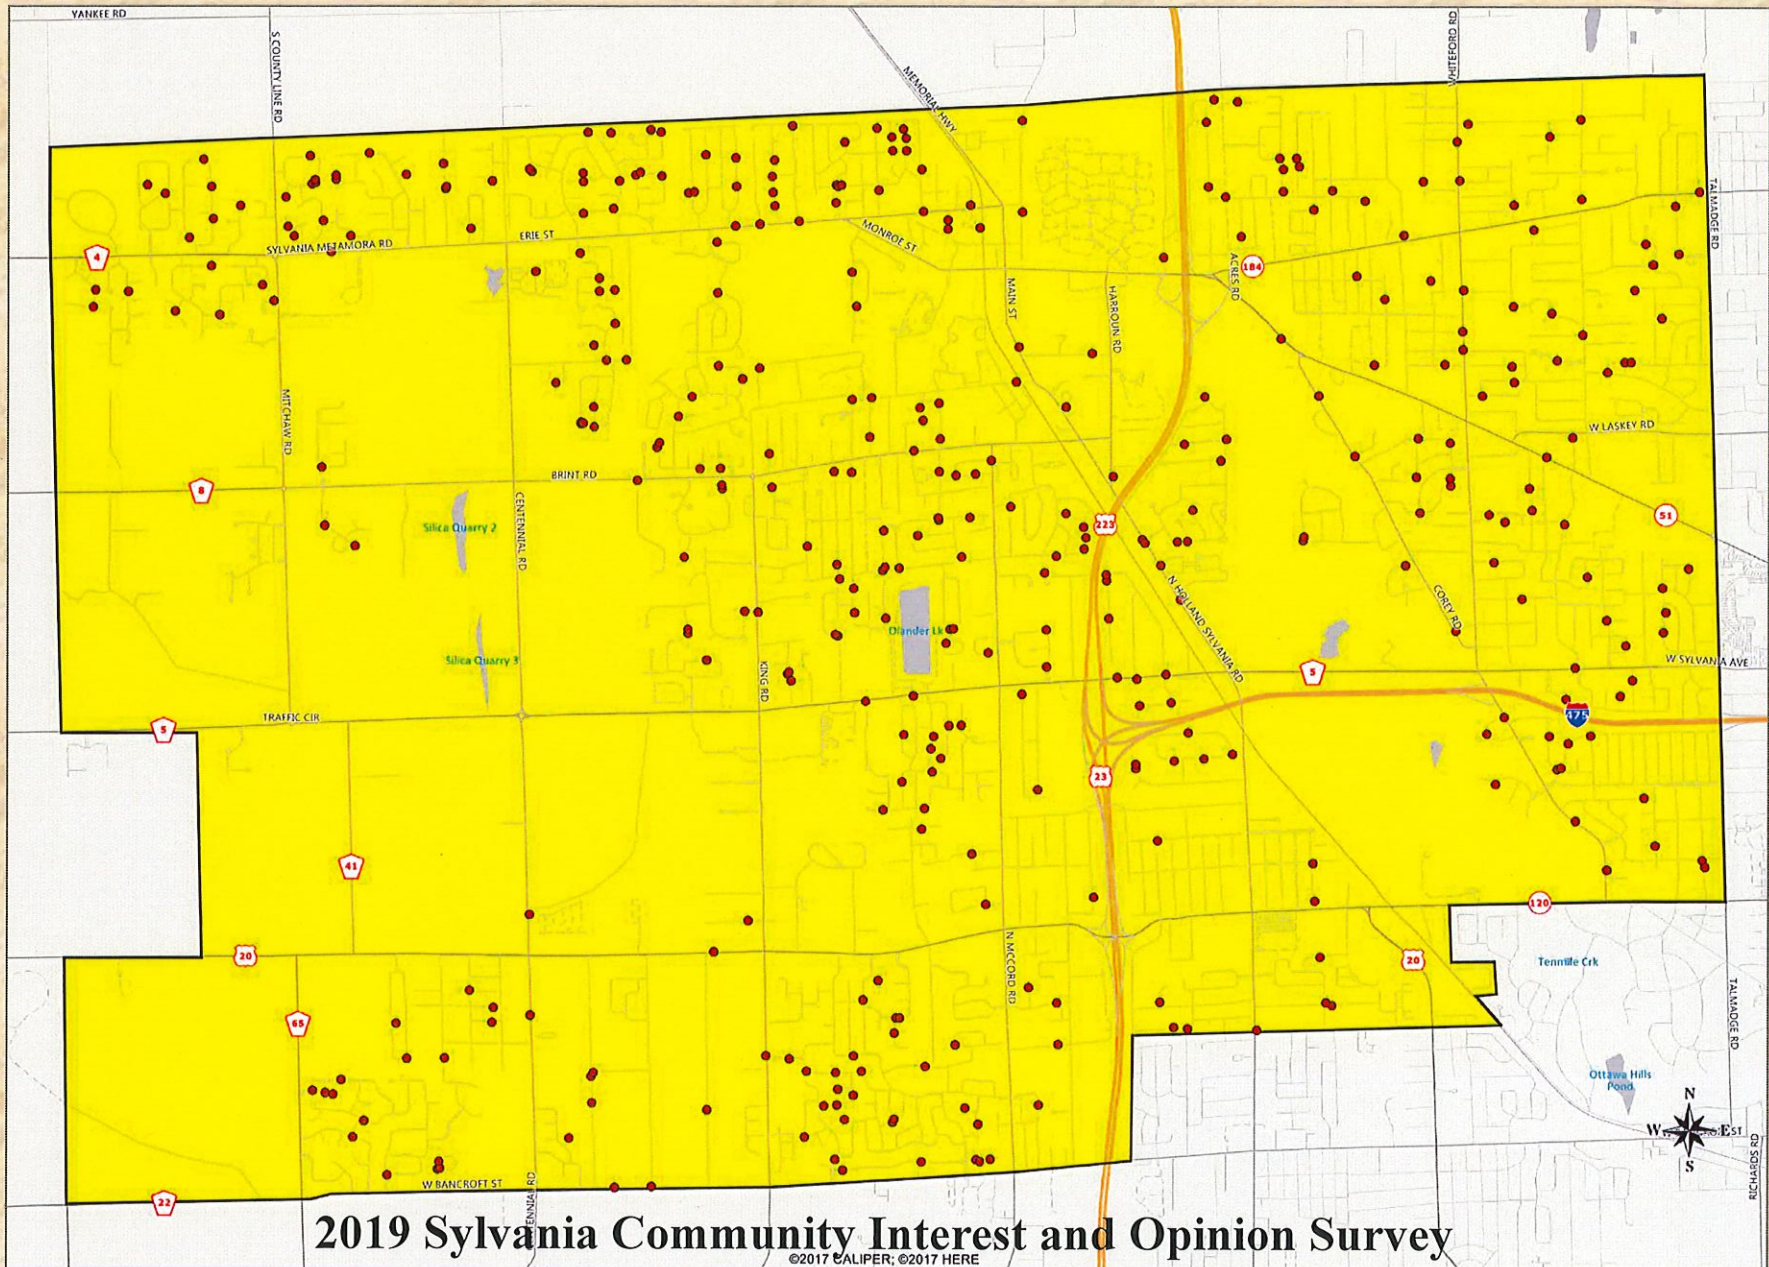 YANKEE RD
S COUNTY LINE RD
MEMORIAL HWY
WHITEFORD RD
TALMADGE RD
4
SYLVANIA METAMORA RD
ERIE ST
MONROE ST
MAIN ST
HARROUN RD
ACRES RD
184
MITCHAW RD
W LASKEY RD
8
BRINT RD
51
Silica Quarry 2
CENTENNIAL RD
223
N HOLLAND SYLVANIA RD
COREY RD
Olander Lk
Silica Quarry 3
KING RD
W SYLVANIA AVE
5
5
TRAFFIC CIR
475
23
41
120
20
N MCCORD RD
20
Tenmile Crk
TALMADGE RD
65
Ottawa Hills
Pond
N
W
E
ST
S
RICHARDS RD
W BANCROFT ST
22
2019 Sylvania Community Interest and Opinion Survey
©2017 CALIPER; ©2017 HERE